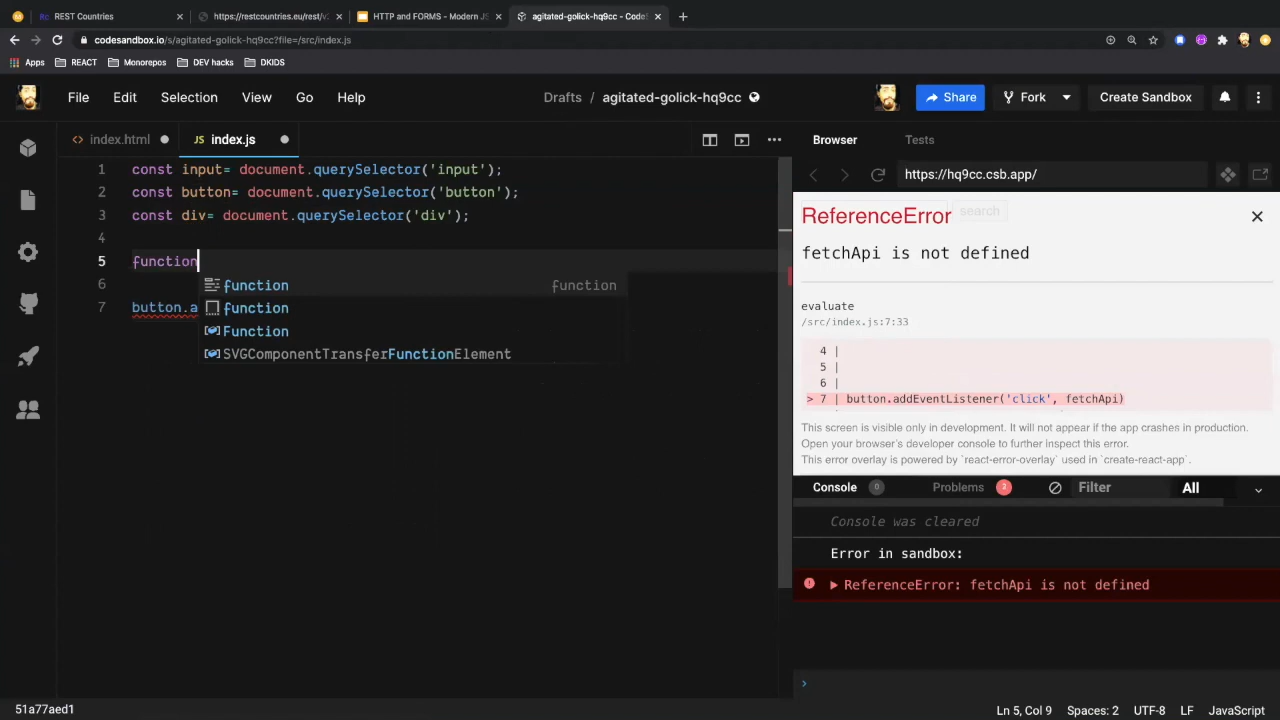 REST Countries
https://restcountries.eu/rest/v2
HTTP and FORMS - Modern JS
agitated-golick-hq9cc - CodeS
codesandbox.io/s/agitated-golick-hq9cc?file=/src/index.js
Apps
REACT
Monorepos
DEV hacks
DKIDS
File
Edit
Selection
View
Go
Help
Drafts / agitated-golick-hq9cc
Share
Fork
Create Sandbox
index.html
JS index.js
Browser
Tests
https://hq9cc.csb.app/
1 const input= document.querySelector('input');
2 const button= document.querySelector('button');
3 const div= document.querySelector('div');
4
5 function
6
7 button.a
function function
function
Function
SVGComponentTransferFunctionElement
search
ReferenceError
fetchApi is not defined
evaluate
/src/index.js:7:33
4 |
5 |
6 |
> 7 | button.addEventListener('click', fetchApi)
This screen is visible only in development. It will not appear if the app crashes in production.
Open your browser's developer console to further inspect this error.
This error overlay is powered by `react-error-overlay` used in `create-react-app`.
Console 0
Problems 2
Filter
All
Console was cleared
Error in sandbox:
ReferenceError: fetchApi is not defined
51a77aed1
Ln 5, Col 9
Spaces: 2
UTF-8
LF
JavaScript